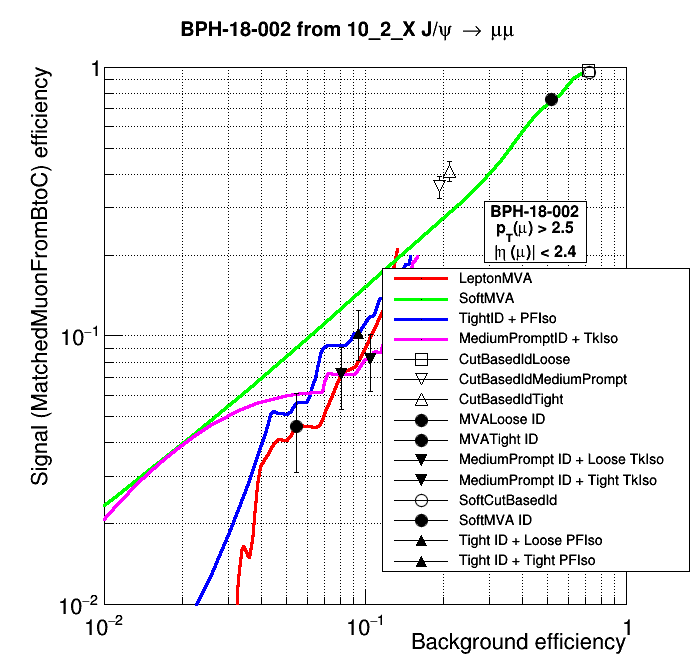 BPH-18-002 from 10_2_X J/ψ → μμ
Signal (MatchedMuonFromBtoC) efficiency
1
10⁻¹
10⁻²
BPH-18-002
p_T(μ) > 2.5
|η (μ)| < 2.4
LeptonMVA
SoftMVA
TightID + PFIso
MediumPromptID + TkIso
CutBasedIdLoose
CutBasedIdMediumPrompt
CutBasedIdTight
MVALoose ID
MVATight ID
MediumPrompt ID + Loose TkIso
MediumPrompt ID + Tight TkIso
SoftCutBasedId
SoftMVA ID
Tight ID + Loose PFIso
Tight ID + Tight PFIso
10⁻² 10⁻¹ 1
Background efficiency